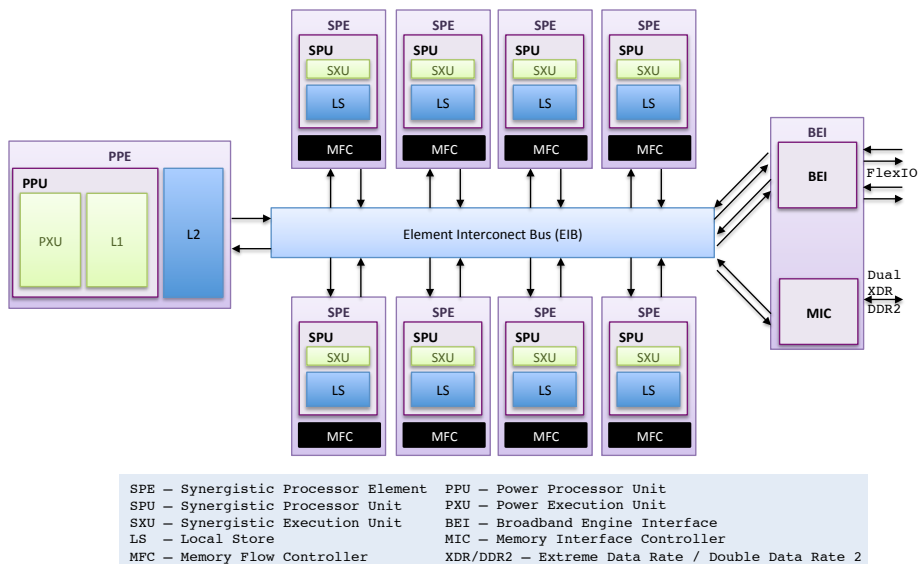 SPE SPE SPE SPE
SPU SPU SPU SPU
SXU SXU SXU SXU
LS LS LS LS
MFC MFC MFC MFC
PPE
PPU
PXU
L1
L2
Element Interconect Bus (EIB)
BEI
BEI
FlexIO
MIC
Dual
XDR
DDR2
SPE SPE SPE SPE
SPU SPU SPU SPU
SXU SXU SXU SXU
LS LS LS LS
MFC MFC MFC MFC
SPE – Synergistic Processor Element
SPU – Synergistic Processor Unit
SXU – Synergistic Execution Unit
LS – Local Store
MFC – Memory Flow Controller
PPU – Power Processor Unit
PXU – Power Execution Unit
BEI – Broadband Engine Interface
MIC – Memory Interface Controller
XDR/DDR2 – Extreme Data Rate / Double Data Rate 2